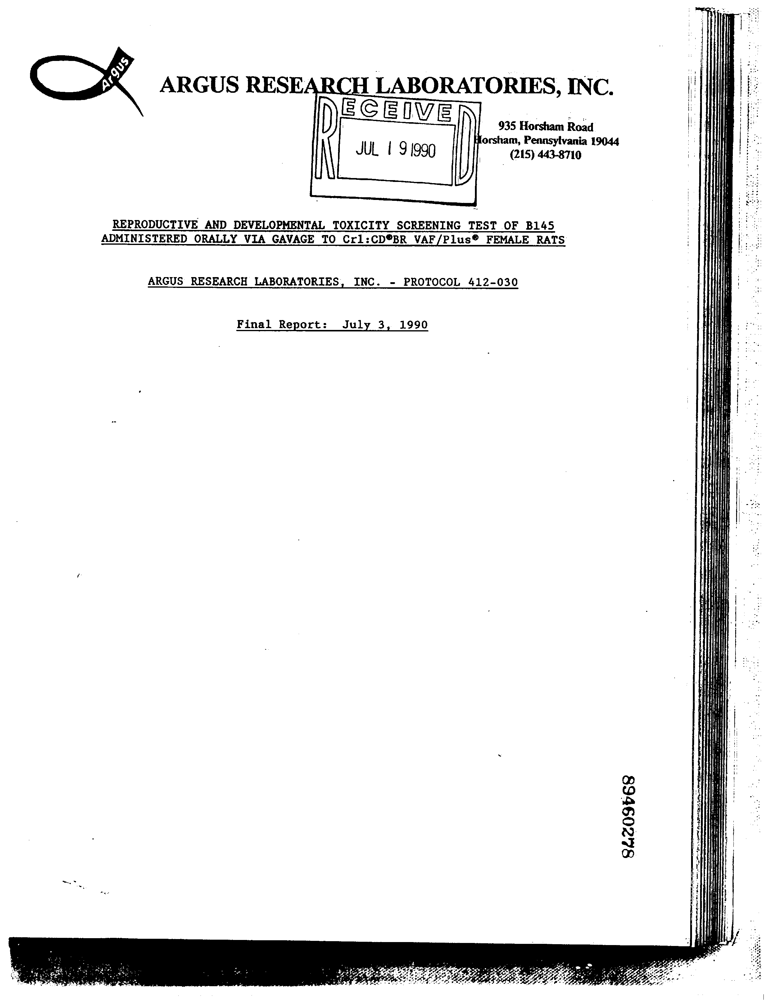 Argus
ARGUS RESEARCH LABORATORIES, INC.
RECEIVED
JUL 19 1990
935 Horsham Road
Horsham, Pennsylvania 19044
(215) 443-8710
REPRODUCTIVE AND DEVELOPMENTAL TOXICITY SCREENING TEST OF B145
ADMINISTERED ORALLY VIA GAVAGE TO Crl:CD®BR VAF/Plus® FEMALE RATS
ARGUS RESEARCH LABORATORIES, INC. - PROTOCOL 412-030
Final Report: July 3, 1990
89460278